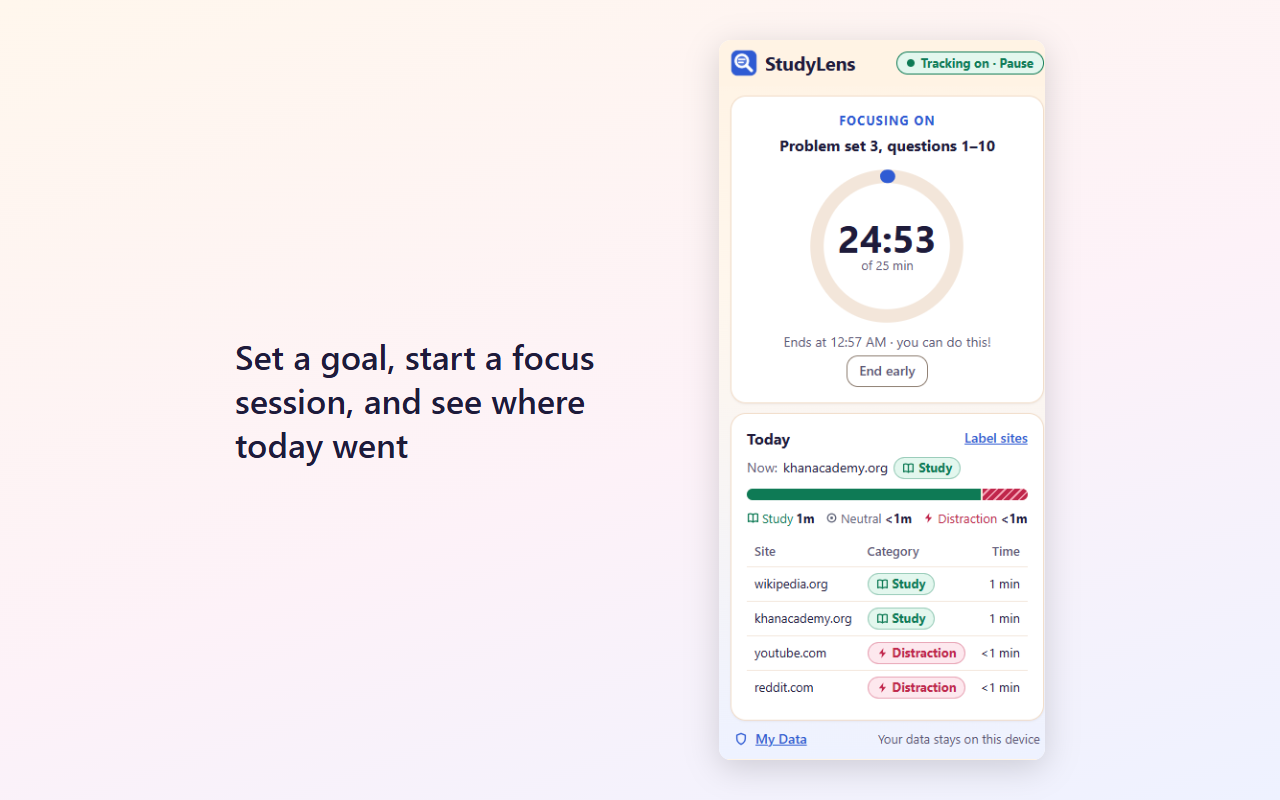 Set a goal, start a focus
session, and see where
today went
StudyLens
Tracking on · Pause
FOCUSING ON
Problem set 3, questions 1–10
24:53
of 25 min
Ends at 12:57 AM · you can do this!
End early
Today
Label sites
Now: khanacademy.org Study
Study 1m Neutral <1m Distraction <1m
Site Category Time
wikipedia.org Study 1 min
khanacademy.org Study 1 min
youtube.com Distraction <1 min
reddit.com Distraction <1 min
My Data
Your data stays on this device